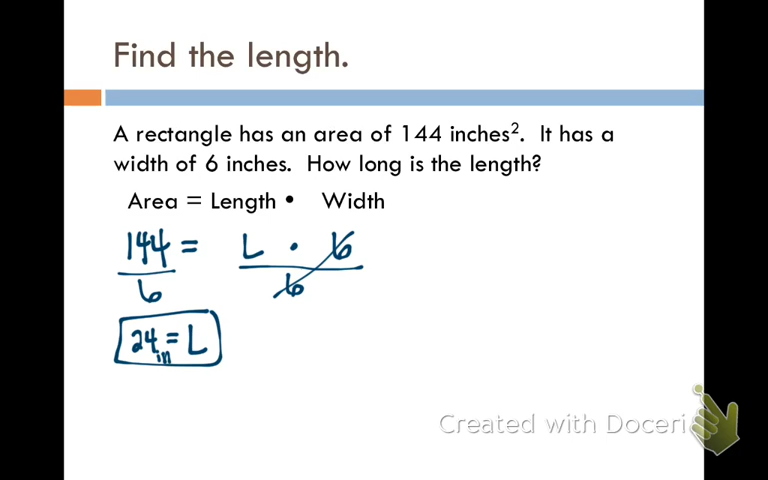 Find the length.
A rectangle has an area of 144 inches². It has a
width of 6 inches. How long is the length?
Area = Length • Width
144 = L • 6
6 6
24 in = L
Created with Doceri